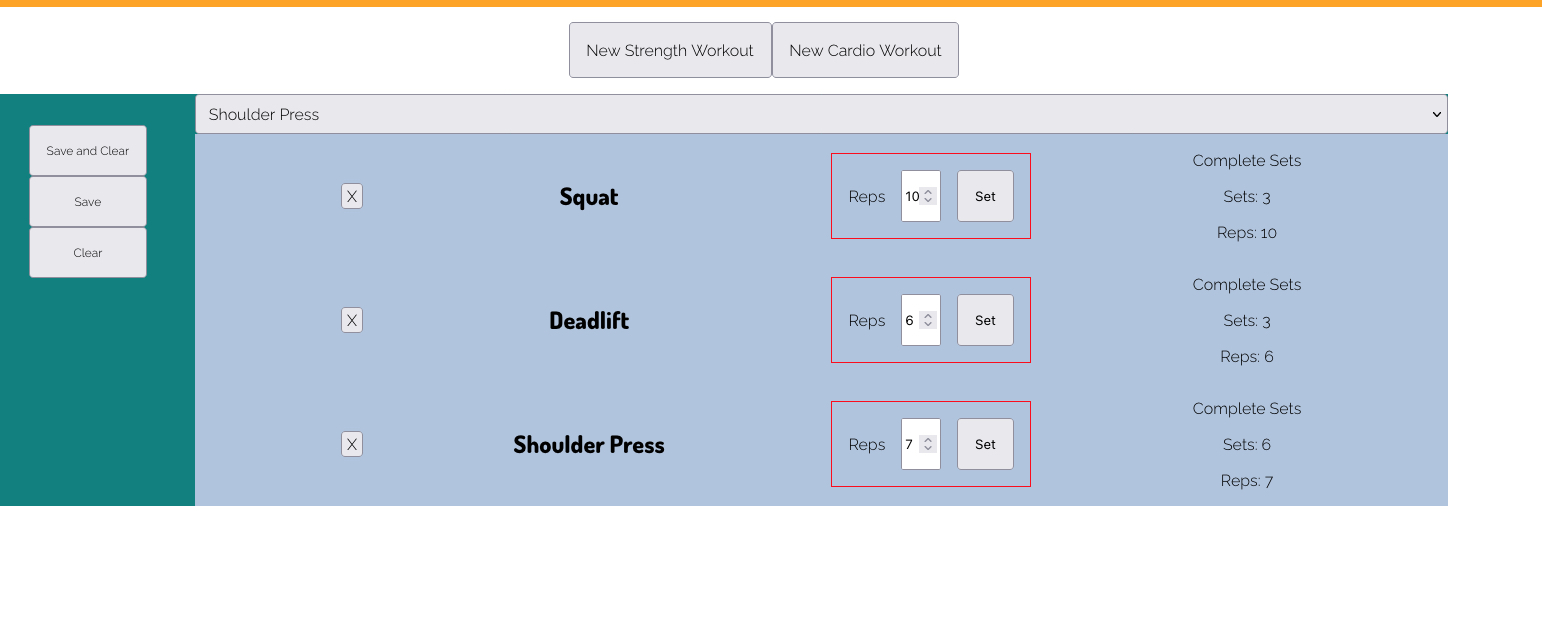 New Strength Workout New Cardio Workout
Shoulder Press
Save and Clear
Save
Clear
X Squat Reps 10 Set
Complete Sets
Sets: 3
Reps: 10
X Deadlift Reps 6 Set
Complete Sets
Sets: 3
Reps: 6
X Shoulder Press Reps 7 Set
Complete Sets
Sets: 6
Reps: 7